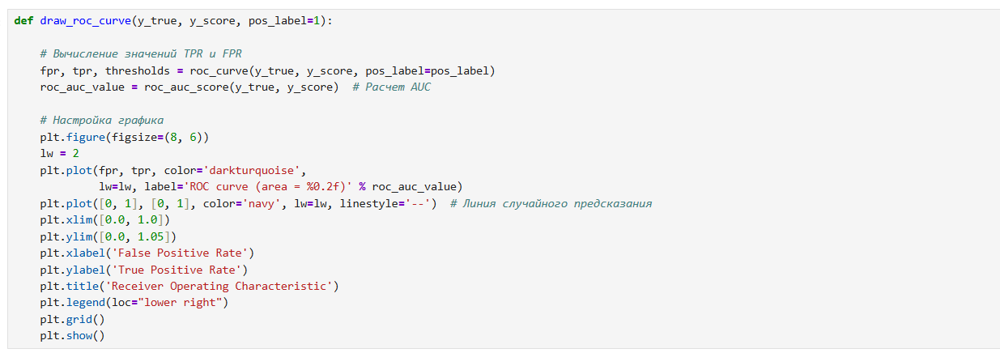 def draw_roc_curve(y_true, y_score, pos_label=1):
# Вычисление значений TPR и FPR
fpr, tpr, thresholds = roc_curve(y_true, y_score, pos_label=pos_label)
roc_auc_value = roc_auc_score(y_true, y_score)  # Расчет AUC
# Настройка графика
plt.figure(figsize=(8, 6))
lw = 2
plt.plot(fpr, tpr, color='darkturquoise',
lw=lw, label='ROC curve (area = %0.2f)' % roc_auc_value)
plt.plot([0, 1], [0, 1], color='navy', lw=lw, linestyle='--')  # Линия случайного предсказания
plt.xlim([0.0, 1.0])
plt.ylim([0.0, 1.05])
plt.xlabel('False Positive Rate')
plt.ylabel('True Positive Rate')
plt.title('Receiver Operating Characteristic')
plt.legend(loc="lower right")
plt.grid()
plt.show()